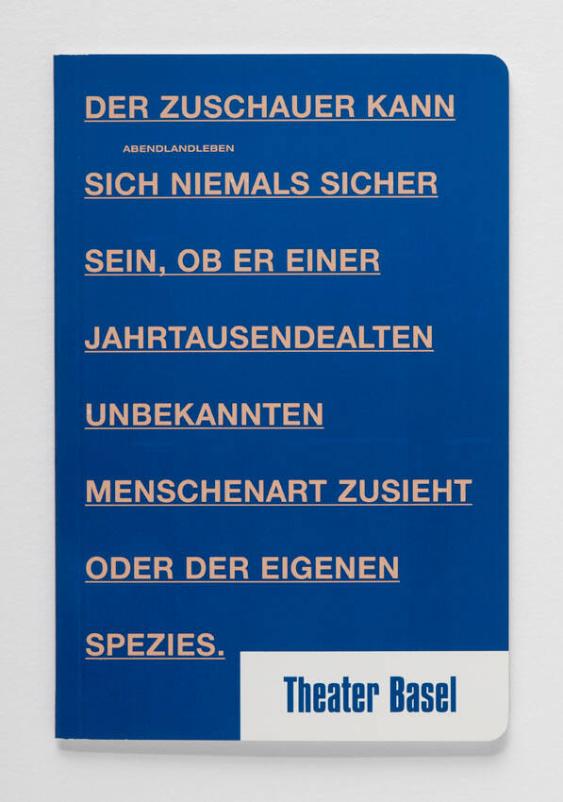 DER ZUSCHAUER KANN
ABENDLANDLEBEN
SICH NIEMALS SICHER
SEIN, OB ER EINER
JAHRTAUSENDEALTEN
UNBEKANNTEN
MENSCHENART ZUSIEHT
ODER DER EIGENEN
SPEZIES.
Theater Basel